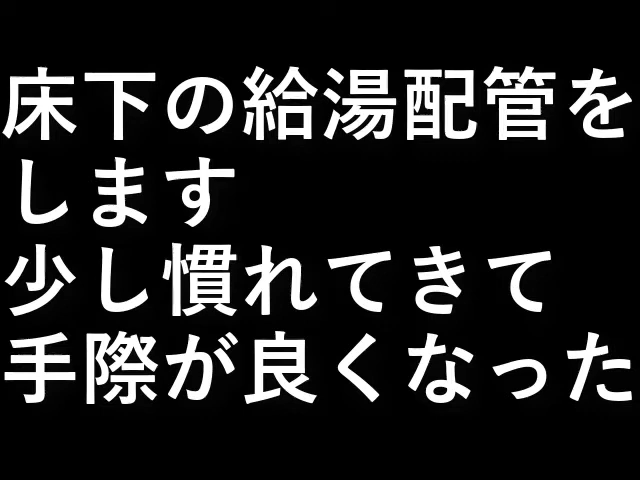 床下の給湯配管を
します
少し慣れてきて
手際が良くなった